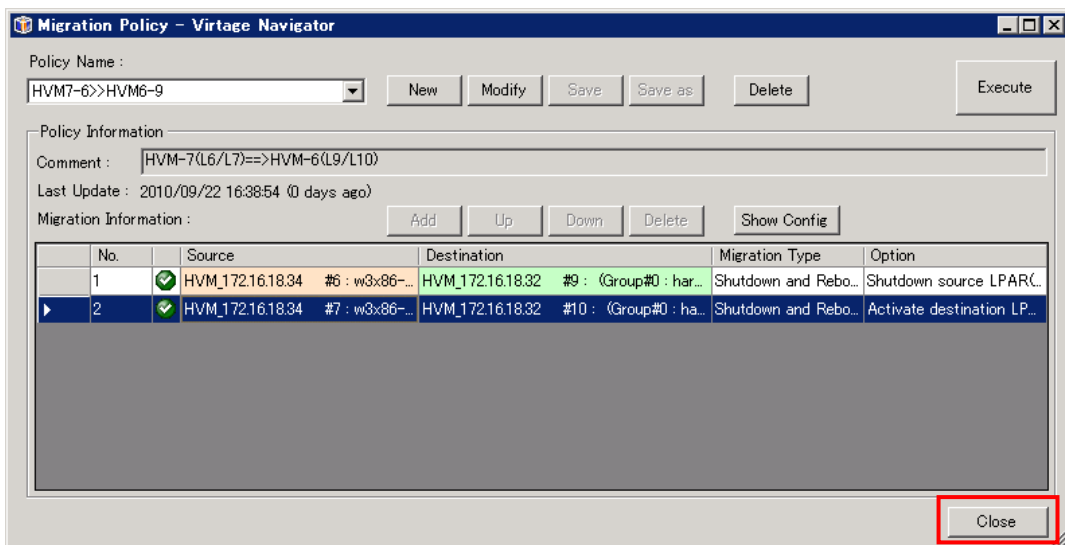 Migration Policy - Virtage Navigator
Policy Name :
HVM7-6>>HVM6-9 New Modify Save Save as Delete Execute
Policy Information
Comment : HVM-7(L6/L7)==>HVM-6(L9/L10)
Last Update : 2010/09/22 16:38:54 (0 days ago)
Migration Information : Add Up Down Delete Show Config
No. Source Destination Migration Type Option
1 HVM_172.16.18.34 #6 : w3x86-... HVM_172.16.18.32 #9 : (Group#0 : har... Shutdown and Rebo... Shutdown source LPAR(...
2 HVM_172.16.18.34 #7 : w3x86-... HVM_172.16.18.32 #10 : (Group#0 : ha... Shutdown and Rebo... Activate destination LP...
Close